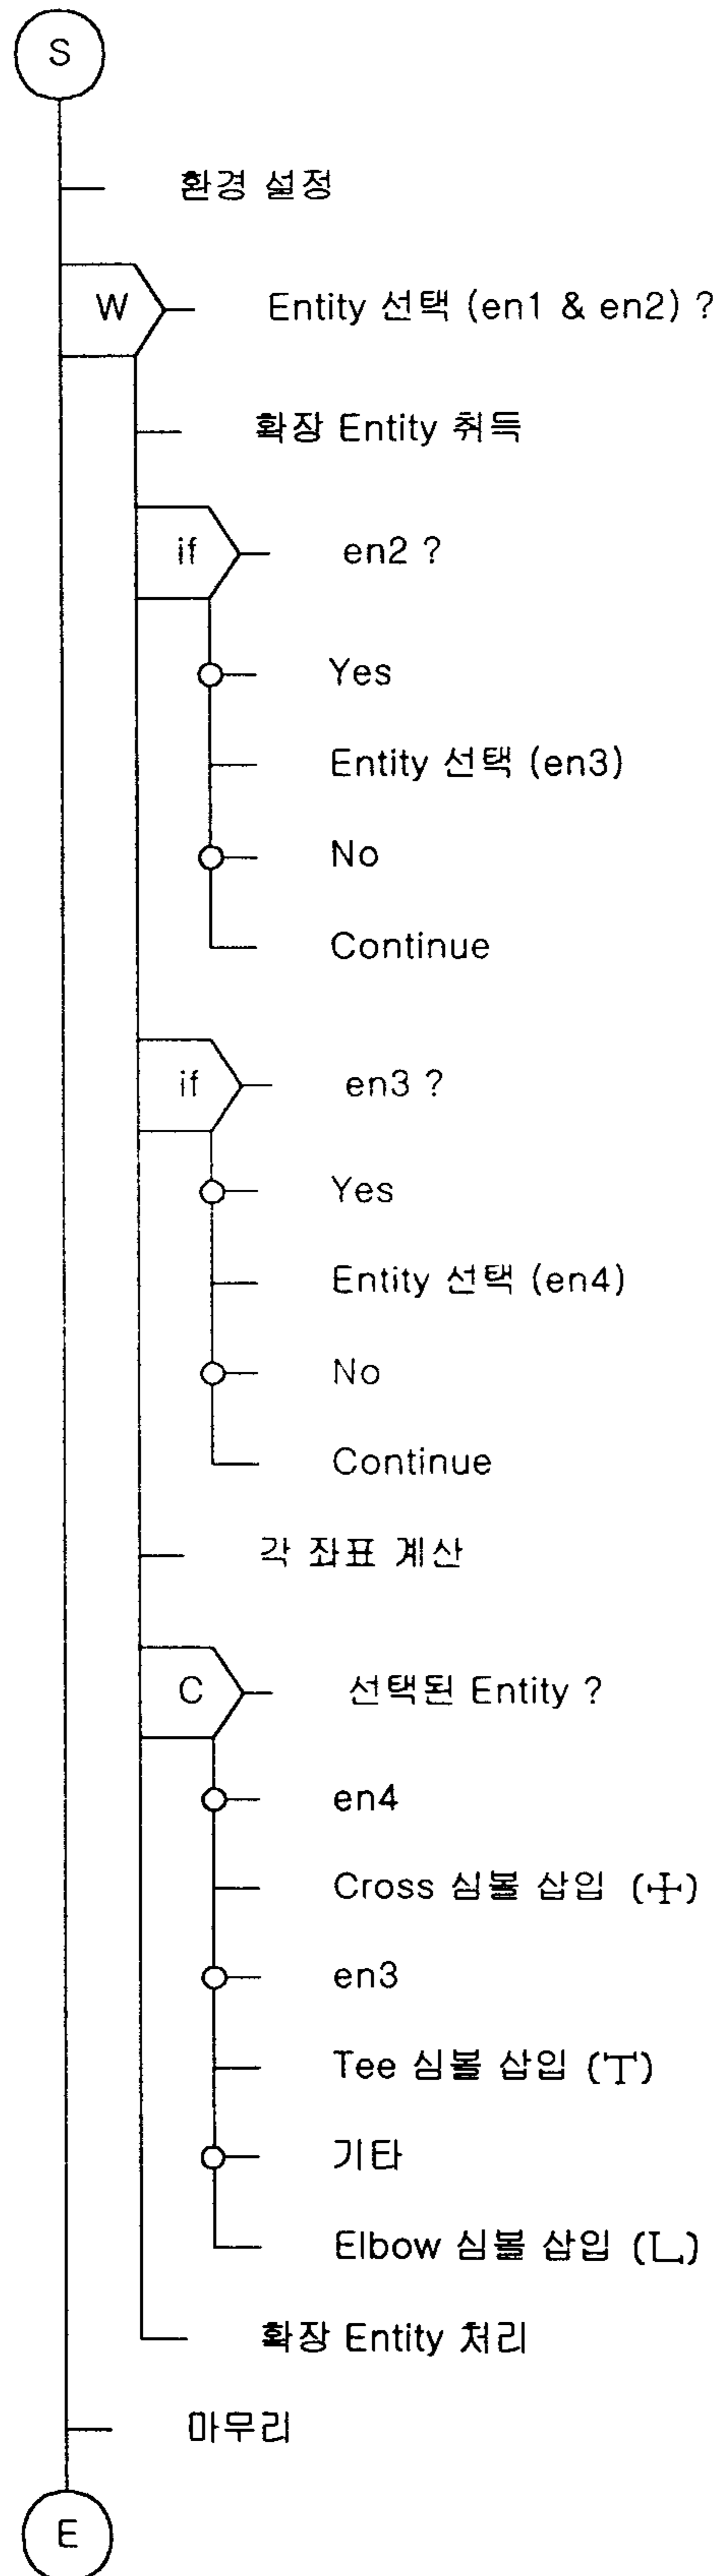 S
환경 설정
W Entity 선택 (en1 & en2) ?
확장 Entity 취득
if en2 ?
Yes
Entity 선택 (en3)
No
Continue
if en3 ?
Yes
Entity 선택 (en4)
No
Continue
각 좌표 계산
C 선택된 Entity ?
en4
Cross 심볼 삽입 ( )
en3
Tee 심볼 삽입 ( )
기타
Elbow 심볼 삽입 ( )
확장 Entity 처리
마무리
E